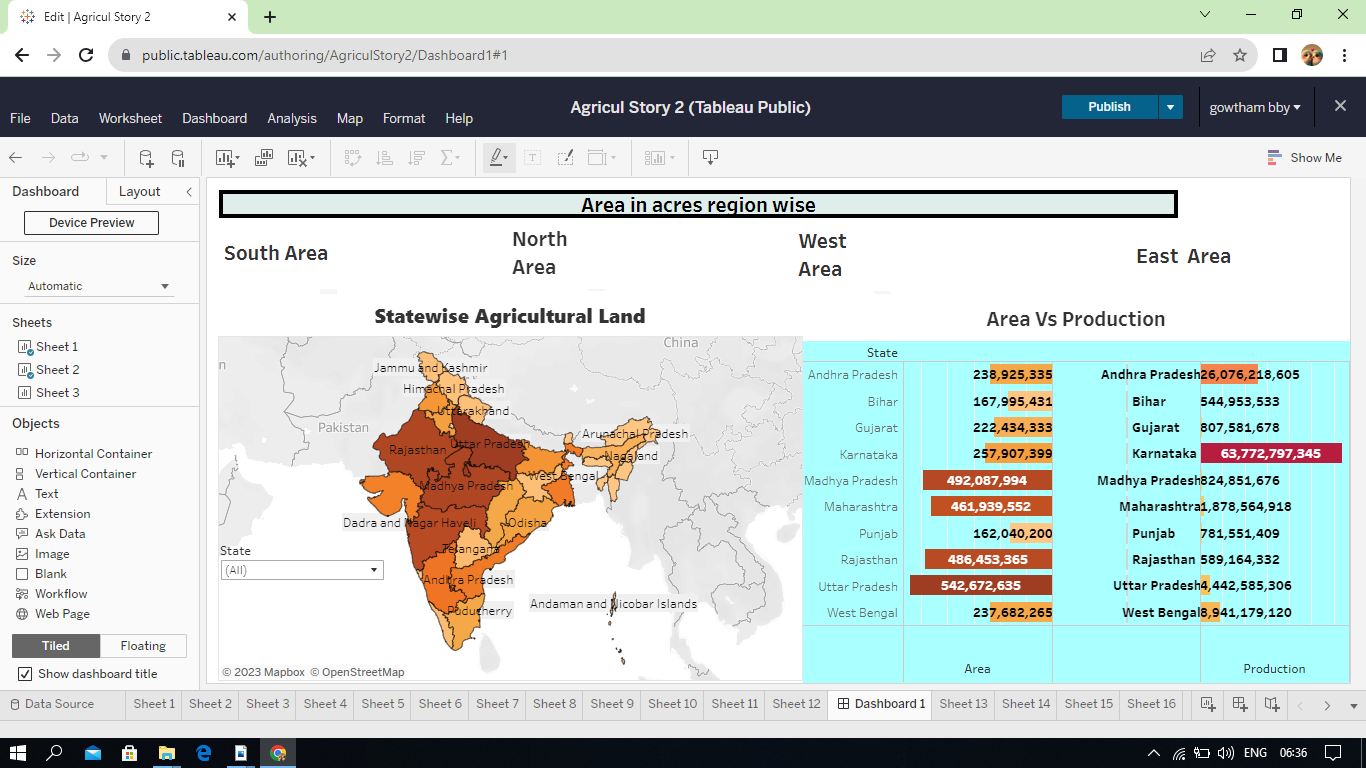 Edit | Agricul Story 2
public.tableau.com/authoring/AgriculStory2/Dashboard1#1
Agricul Story 2 (Tableau Public)
Publish
gowtham bby
File Data Worksheet Dashboard Analysis Map Format Help
Show Me
Dashboard Layout
Device Preview
Size
Automatic
Sheets
Sheet 1
Sheet 2
Sheet 3
Objects
Horizontal Container
Vertical Container
Text
Extension
Ask Data
Image
Blank
Workflow
Web Page
Tiled Floating
Show dashboard title
Area in acres region wise
South Area
North
Area
West
Area
East Area
Statewise Agricultural Land
China
Jammu and Kashmir
Himachal Pradesh
Uttarakhand
Pakistan
Arunachal Pradesh
Rajasthan
Uttar Pradesh
Nagaland
West Bengal
Madhya Pradesh
Dadra and Nagar Haveli
Odisha
Telangana
State
(All)
Andhra Pradesh
Puducherry
Andaman and Nicobar Islands
© 2023 Mapbox © OpenStreetMap
Area Vs Production
State
Andhra Pradesh 238,925,335 Andhra Pradesh 26,076,218,605
Bihar 167,995,431 Bihar 544,953,533
Gujarat 222,434,333 Gujarat 807,581,678
Karnataka 257,907,399 Karnataka 63,772,797,345
Madhya Pradesh 492,087,994 Madhya Pradesh 824,851,676
Maharashtra 461,939,552 Maharashtra 1,878,564,918
Punjab 162,040,200 Punjab 781,551,409
Rajasthan 486,453,365 Rajasthan 589,164,332
Uttar Pradesh 542,672,635 Uttar Pradesh 4,442,585,306
West Bengal 237,682,265 West Bengal 8,941,179,120
Area Production
Data Source Sheet 1 Sheet 2 Sheet 3 Sheet 4 Sheet 5 Sheet 6 Sheet 7 Sheet 8 Sheet 9 Sheet 10 Sheet 11 Sheet 12 Dashboard 1 Sheet 13 Sheet 14 Sheet 15 Sheet 16
ENG 06:36